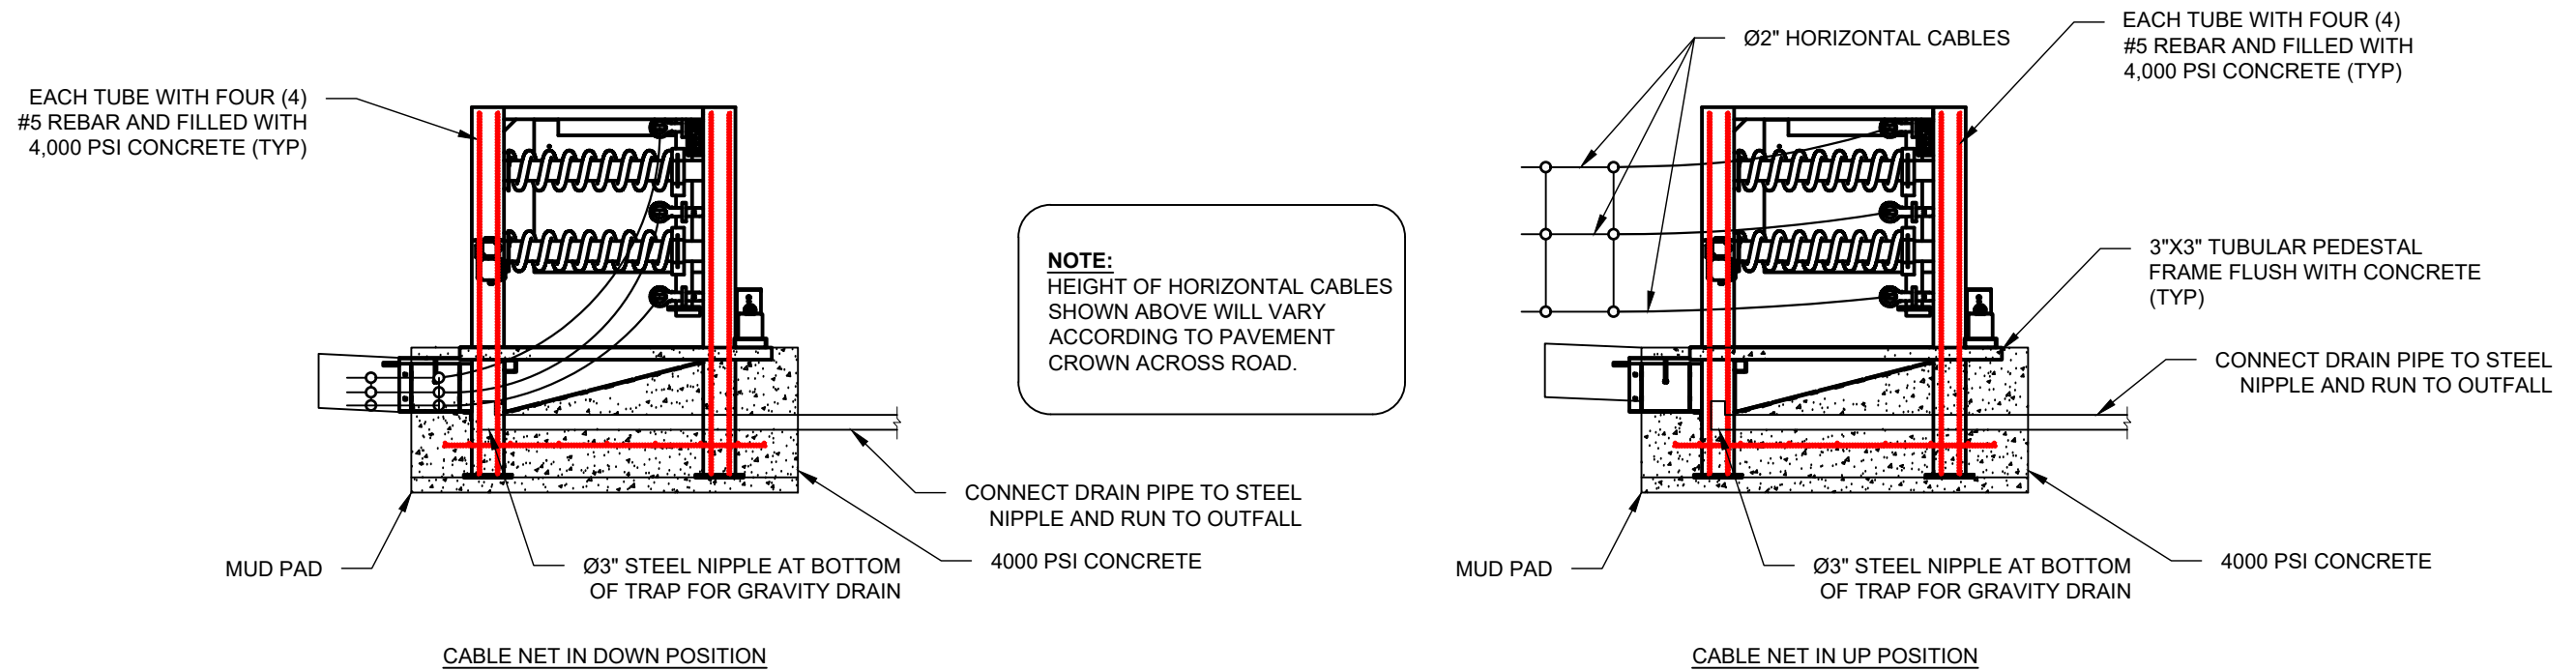 EACH TUBE WITH FOUR (4)
#5 REBAR AND FILLED WITH
4,000 PSI CONCRETE (TYP)
MUD PAD
Ø3" STEEL NIPPLE AT BOTTOM
OF TRAP FOR GRAVITY DRAIN
CONNECT DRAIN PIPE TO STEEL
NIPPLE AND RUN TO OUTFALL
4000 PSI CONCRETE
CABLE NET IN DOWN POSITION
NOTE:
HEIGHT OF HORIZONTAL CABLES
SHOWN ABOVE WILL VARY
ACCORDING TO PAVEMENT
CROWN ACROSS ROAD.
Ø2" HORIZONTAL CABLES
EACH TUBE WITH FOUR (4)
#5 REBAR AND FILLED WITH
4,000 PSI CONCRETE (TYP)
3"X3" TUBULAR PEDESTAL
FRAME FLUSH WITH CONCRETE
(TYP)
CONNECT DRAIN PIPE TO STEEL
NIPPLE AND RUN TO OUTFALL
4000 PSI CONCRETE
MUD PAD
Ø3" STEEL NIPPLE AT BOTTOM
OF TRAP FOR GRAVITY DRAIN
CABLE NET IN UP POSITION